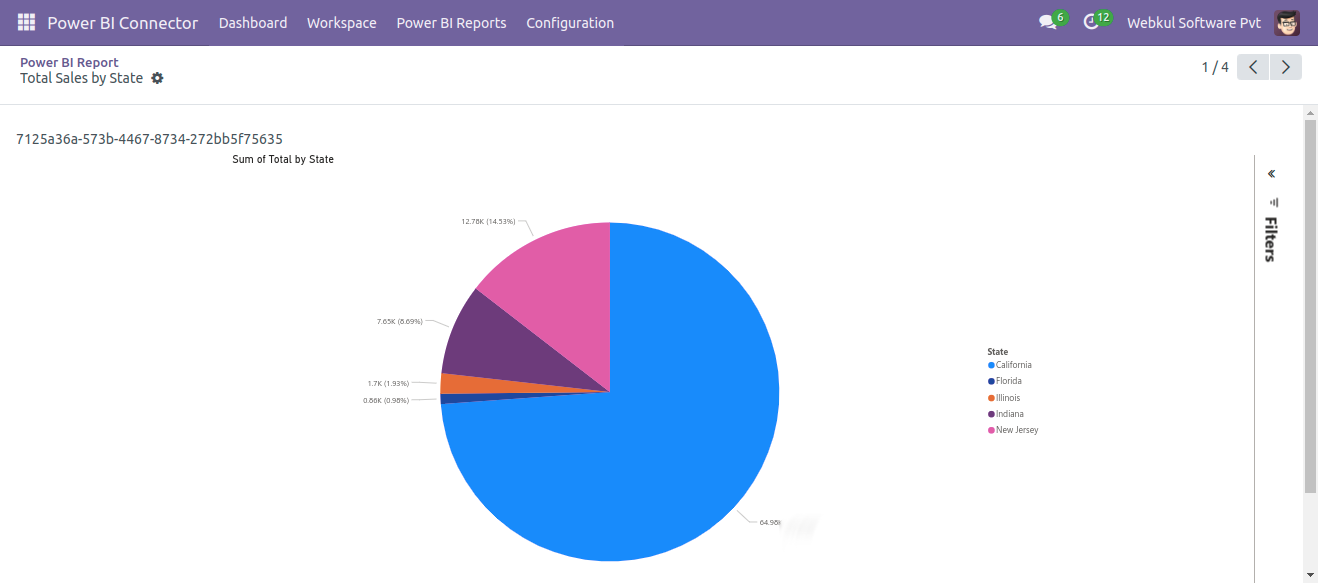 Power BI Connector Dashboard Workspace Power BI Reports Configuration 6 12 Webkul Software Pvt
Power BI Report
Total Sales by State
1 / 4
7125a36a-573b-4467-8734-272bb5f75635
Sum of Total by State
12.78K (14.53%)
7.65K (8.69%)
1.7K (1.93%)
0.86K (0.98%)
State
California
Florida
Illinois
Indiana
New Jersey
Filters